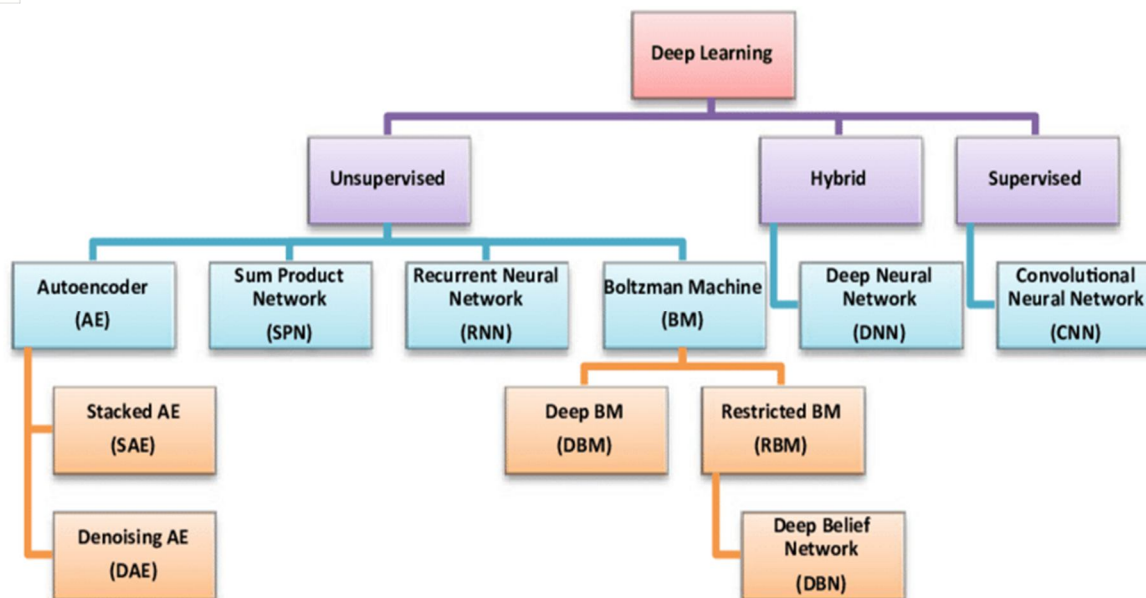 Deep Learning
Unsupervised
Hybrid
Supervised
Autoencoder
(AE)
Sum Product
Network
(SPN)
Recurrent Neural
Network
(RNN)
Boltzman Machine
(BM)
Deep Neural
Network
(DNN)
Convolutional
Neural Network
(CNN)
Stacked AE
(SAE)
Deep BM
(DBM)
Restricted BM
(RBM)
Denoising AE
(DAE)
Deep Belief
Network
(DBN)